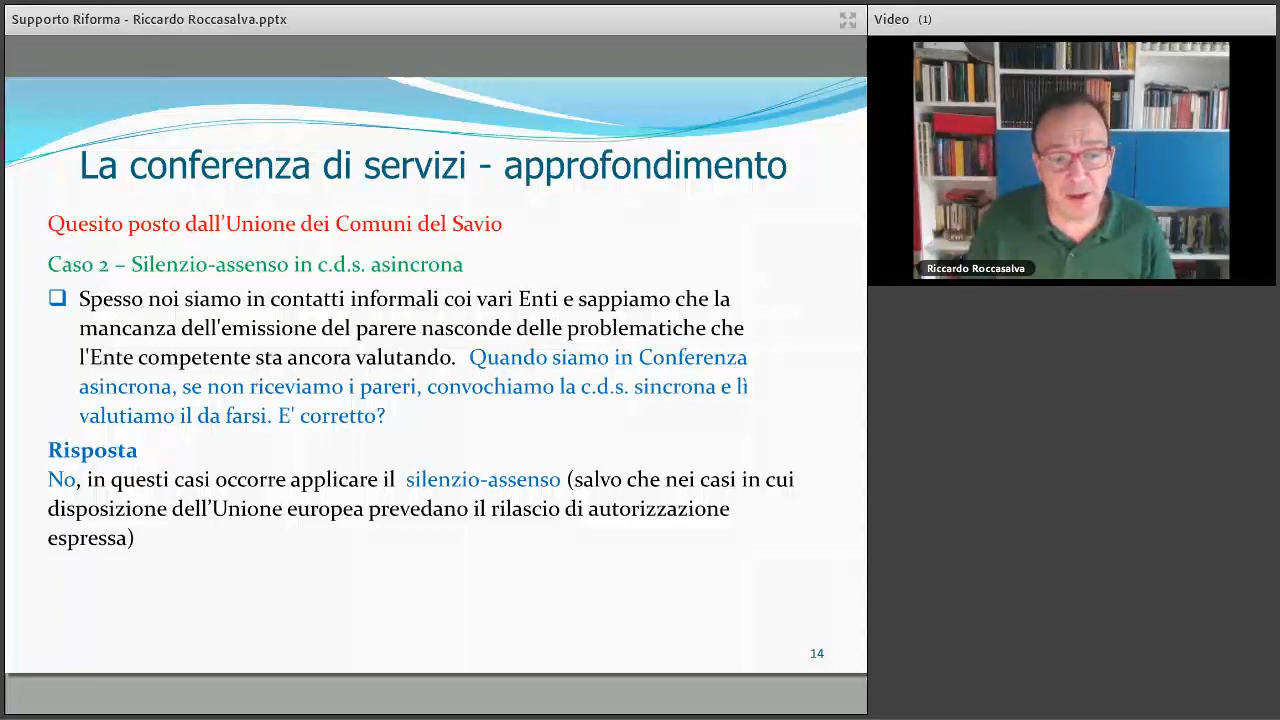 Supporto Riforma - Riccardo Roccasalva.pptx
Video (1)
La conferenza di servizi - approfondimento
Quesito posto dall'Unione dei Comuni del Savio
Caso 2 – Silenzio-assenso in c.d.s. asincrona
Spesso noi siamo in contatti informali coi vari Enti e sappiamo che la
mancanza dell'emissione del parere nasconde delle problematiche che
l'Ente competente sta ancora valutando. Quando siamo in Conferenza
asincrona, se non riceviamo i pareri, convochiamo la c.d.s. sincrona e lì
valutiamo il da farsi. E' corretto?
Risposta
No, in questi casi occorre applicare il silenzio-assenso (salvo che nei casi in cui
disposizione dell'Unione europea prevedano il rilascio di autorizzazione
espressa)
14
Riccardo Roccasalva